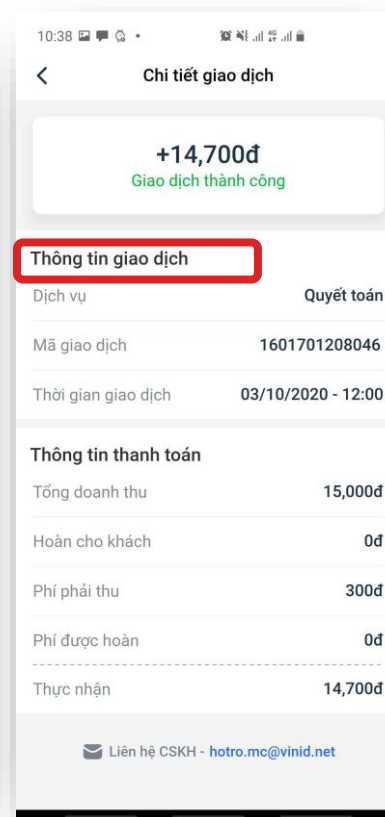 10:38
Chi tiết giao dịch
+14,700đ
Giao dịch thành công
Thông tin giao dịch
Dịch vụ Quyết toán
Mã giao dịch 1601701208046
Thời gian giao dịch 03/10/2020 - 12:00
Thông tin thanh toán
Tổng doanh thu 15,000đ
Hoàn cho khách 0đ
Phí phải thu 300đ
Phí được hoàn 0đ
Thực nhận 14,700đ
Liên hệ CSKH - hotro.mc@vinid.net